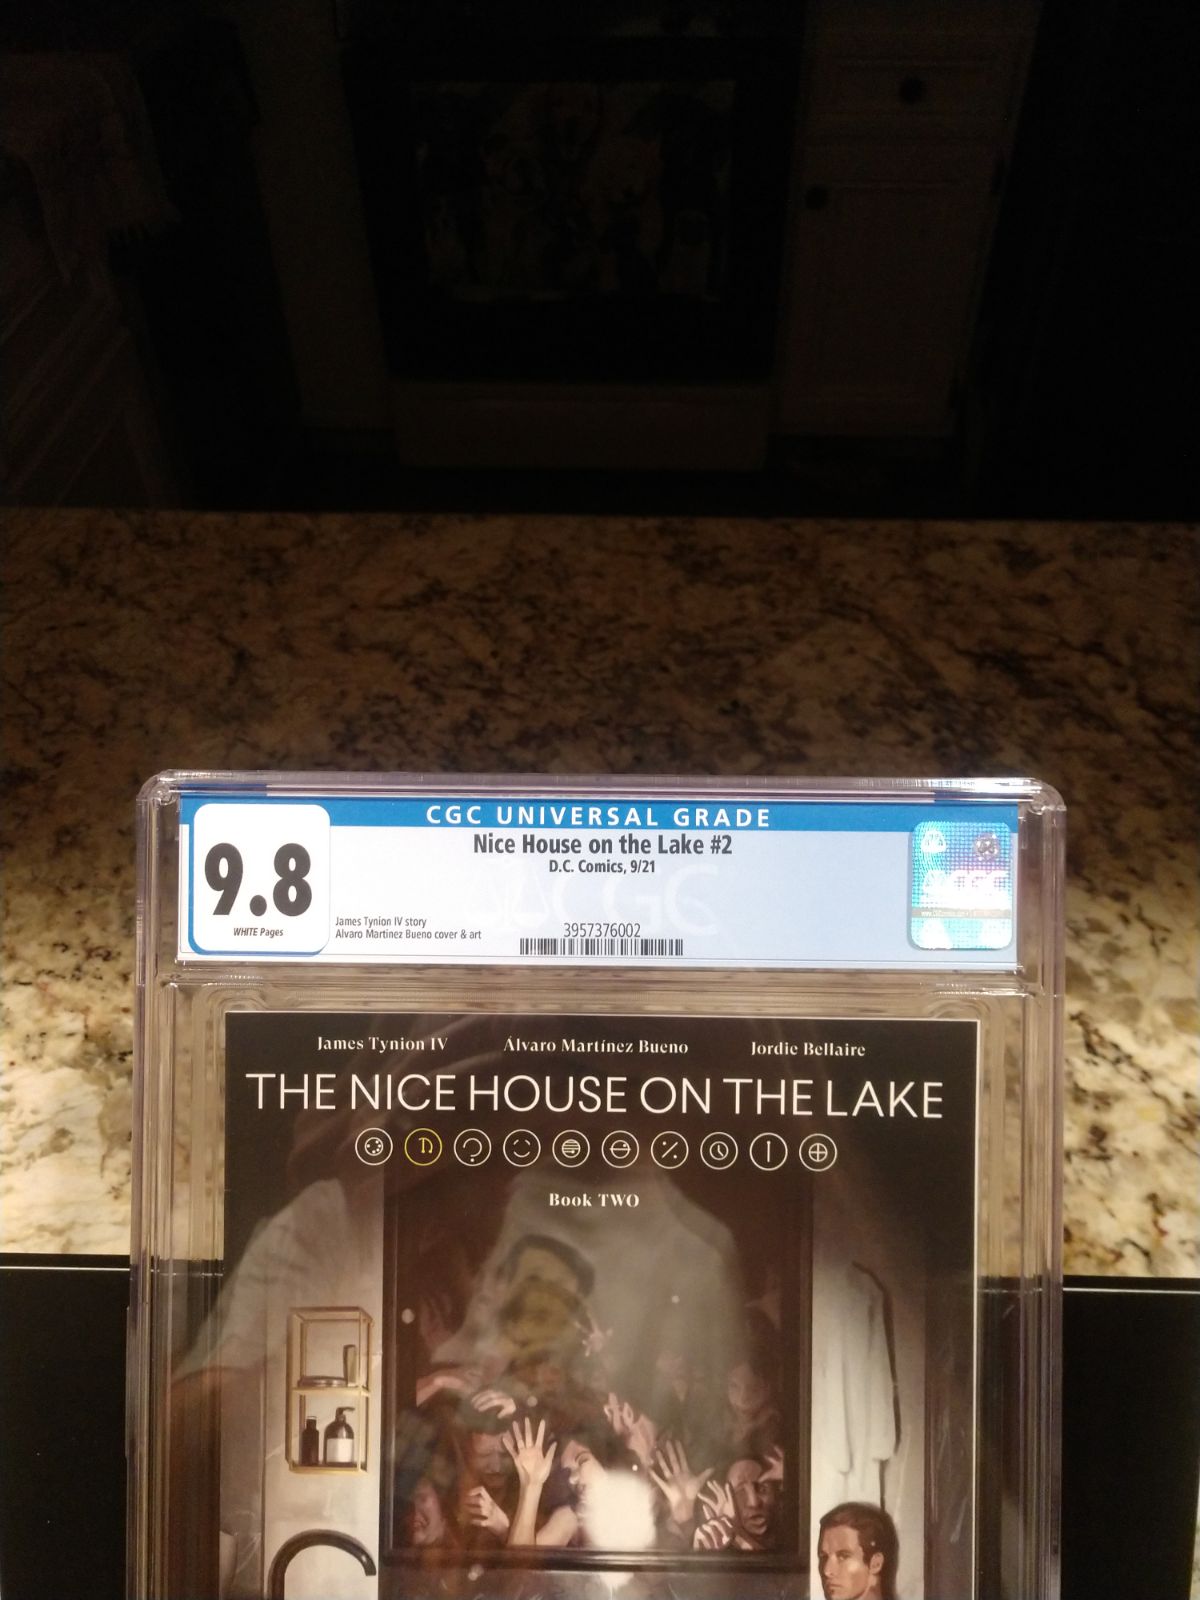 CGC UNIVERSAL GRADE
9.8
WHITE Pages
Nice House on the Lake #2
D.C. Comics, 9/21
James Tynion IV story
Alvaro Martinez Bueno cover & art
3957376002
CGC
James Tynion IV Álvaro Martínez Bueno Jordie Bellaire
THE NICE HOUSE ON THE LAKE
Book TWO